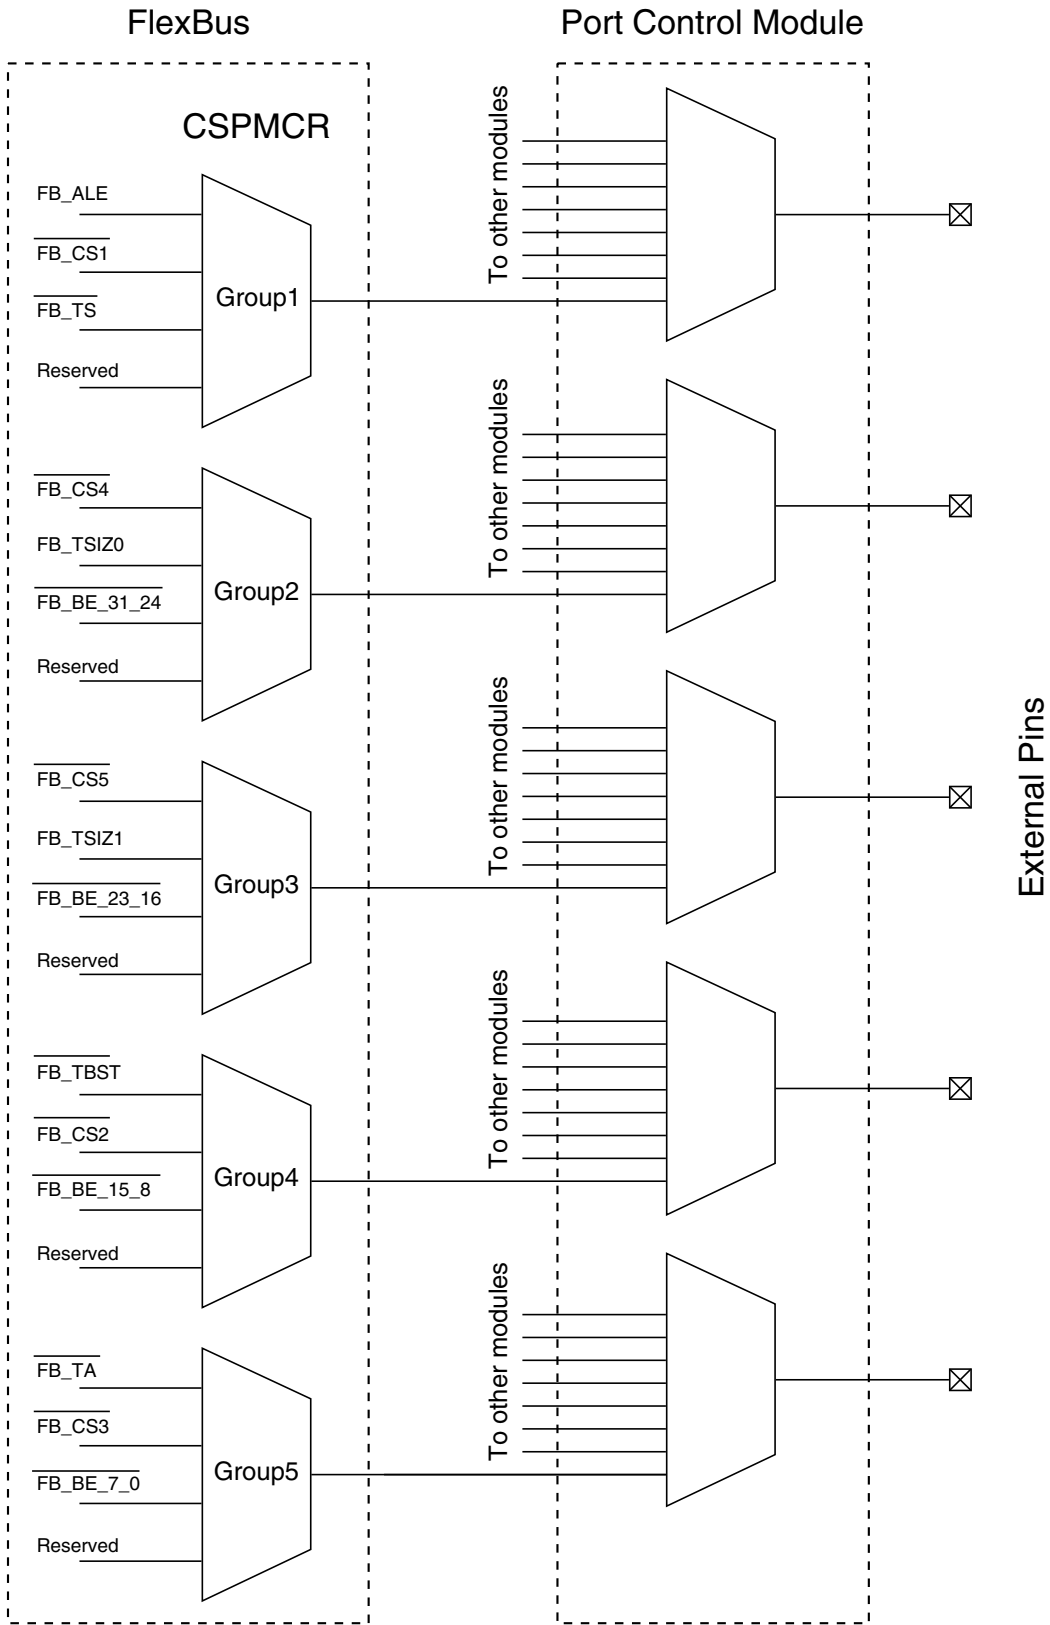 FlexBus
Port Control Module
CSPMCR
FB_ALE
FB_CS1
FB_TS
Reserved
Group1
To other modules
FB_CS4
FB_TSIZ0
FB_BE_31_24
Reserved
Group2
To other modules
FB_CS5
FB_TSIZ1
FB_BE_23_16
Reserved
Group3
To other modules
External Pins
FB_TBST
FB_CS2
FB_BE_15_8
Reserved
Group4
To other modules
FB_TA
FB_CS3
FB_BE_7_0
Reserved
Group5
To other modules